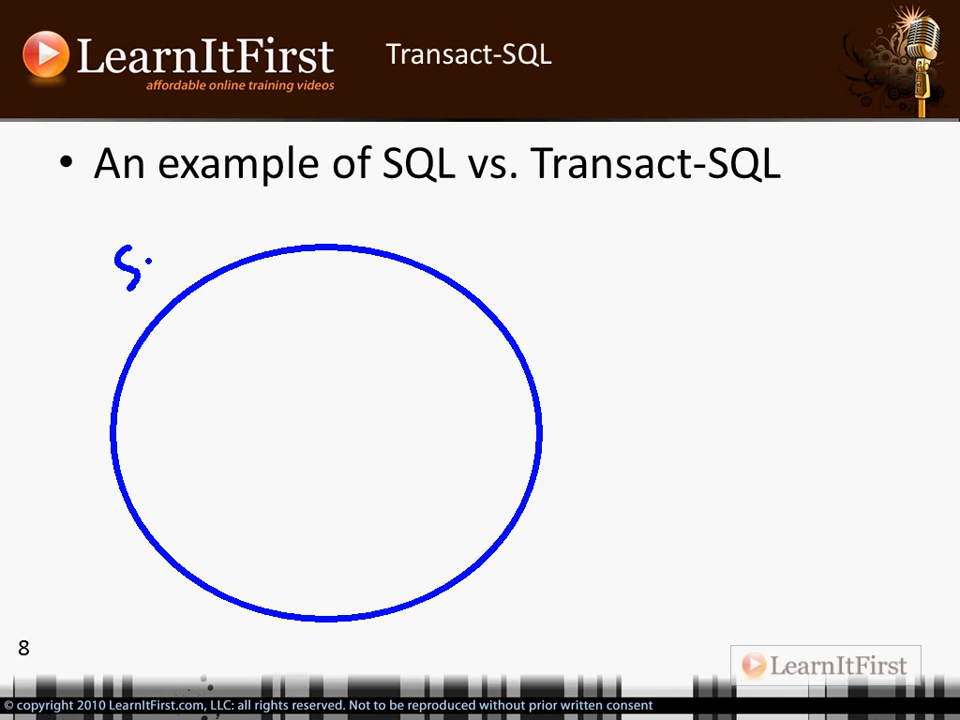 LearnItFirst
affordable online training videos
Transact-SQL
• An example of SQL vs. Transact-SQL
S.
8
LearnItFirst
© copyright 2010 LearnItFirst.com, LLC: all rights reserved. Not to be reproduced without prior written consent